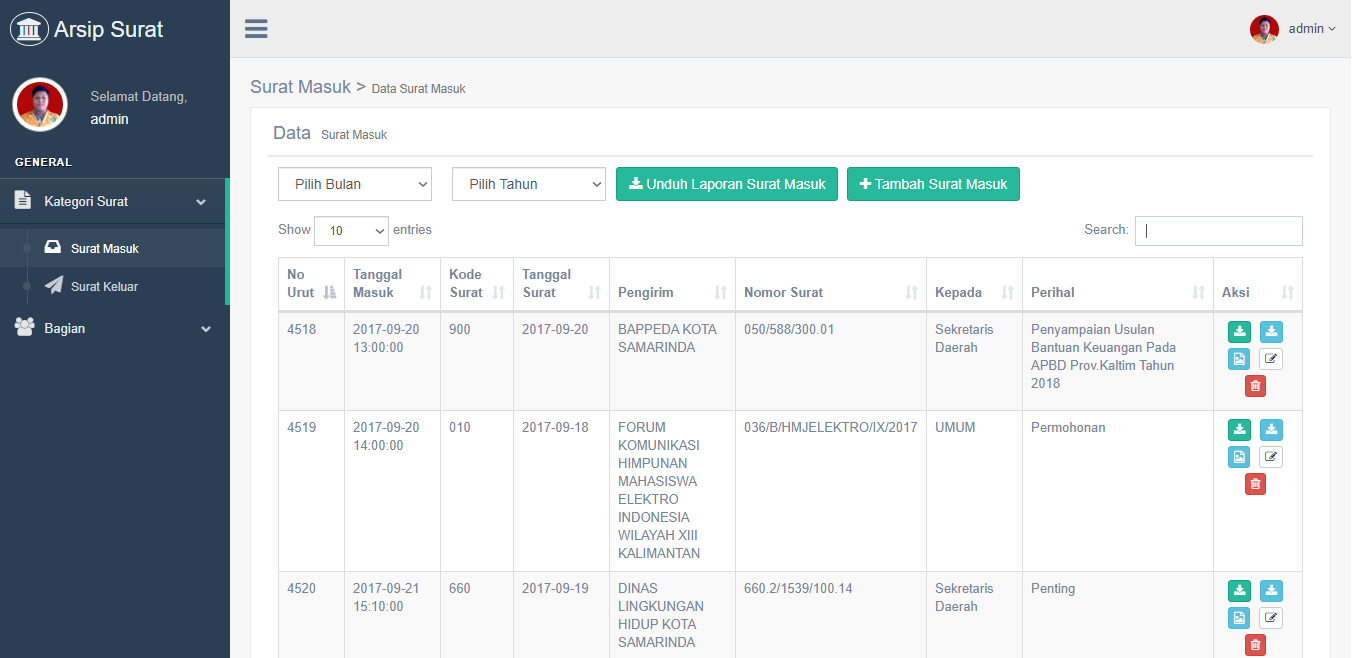 Arsip Surat
admin
Selamat Datang,
admin
GENERAL
Kategori Surat
Surat Masuk
Surat Keluar
Bagian
Surat Masuk > Data Surat Masuk
Data Surat Masuk
Pilih Bulan
Pilih Tahun
Unduh Laporan Surat Masuk
Tambah Surat Masuk
Show 10 entries
Search:
No
Urut
Tanggal
Masuk
Kode
Surat
Tanggal
Surat
Pengirim
Nomor Surat
Kepada
Perihal
Aksi
4518
2017-09-20
13:00:00
900
2017-09-20
BAPPEDA KOTA
SAMARINDA
050/588/300.01
Sekretaris
Daerah
Penyampaian Usulan
Bantuan Keuangan Pada
APBD Prov.Kaltim Tahun
2018
4519
2017-09-20
14:00:00
010
2017-09-18
FORUM
KOMUNIKASI
HIMPUNAN
MAHASISWA
ELEKTRO
INDONESIA
WILAYAH XIII
KALIMANTAN
036/B/HMJELEKTRO/IX/2017
UMUM
Permohonan
4520
2017-09-21
15:10:00
660
2017-09-19
DINAS
LINGKUNGAN
HIDUP KOTA
SAMARINDA
660.2/1539/100.14
Sekretaris
Daerah
Penting